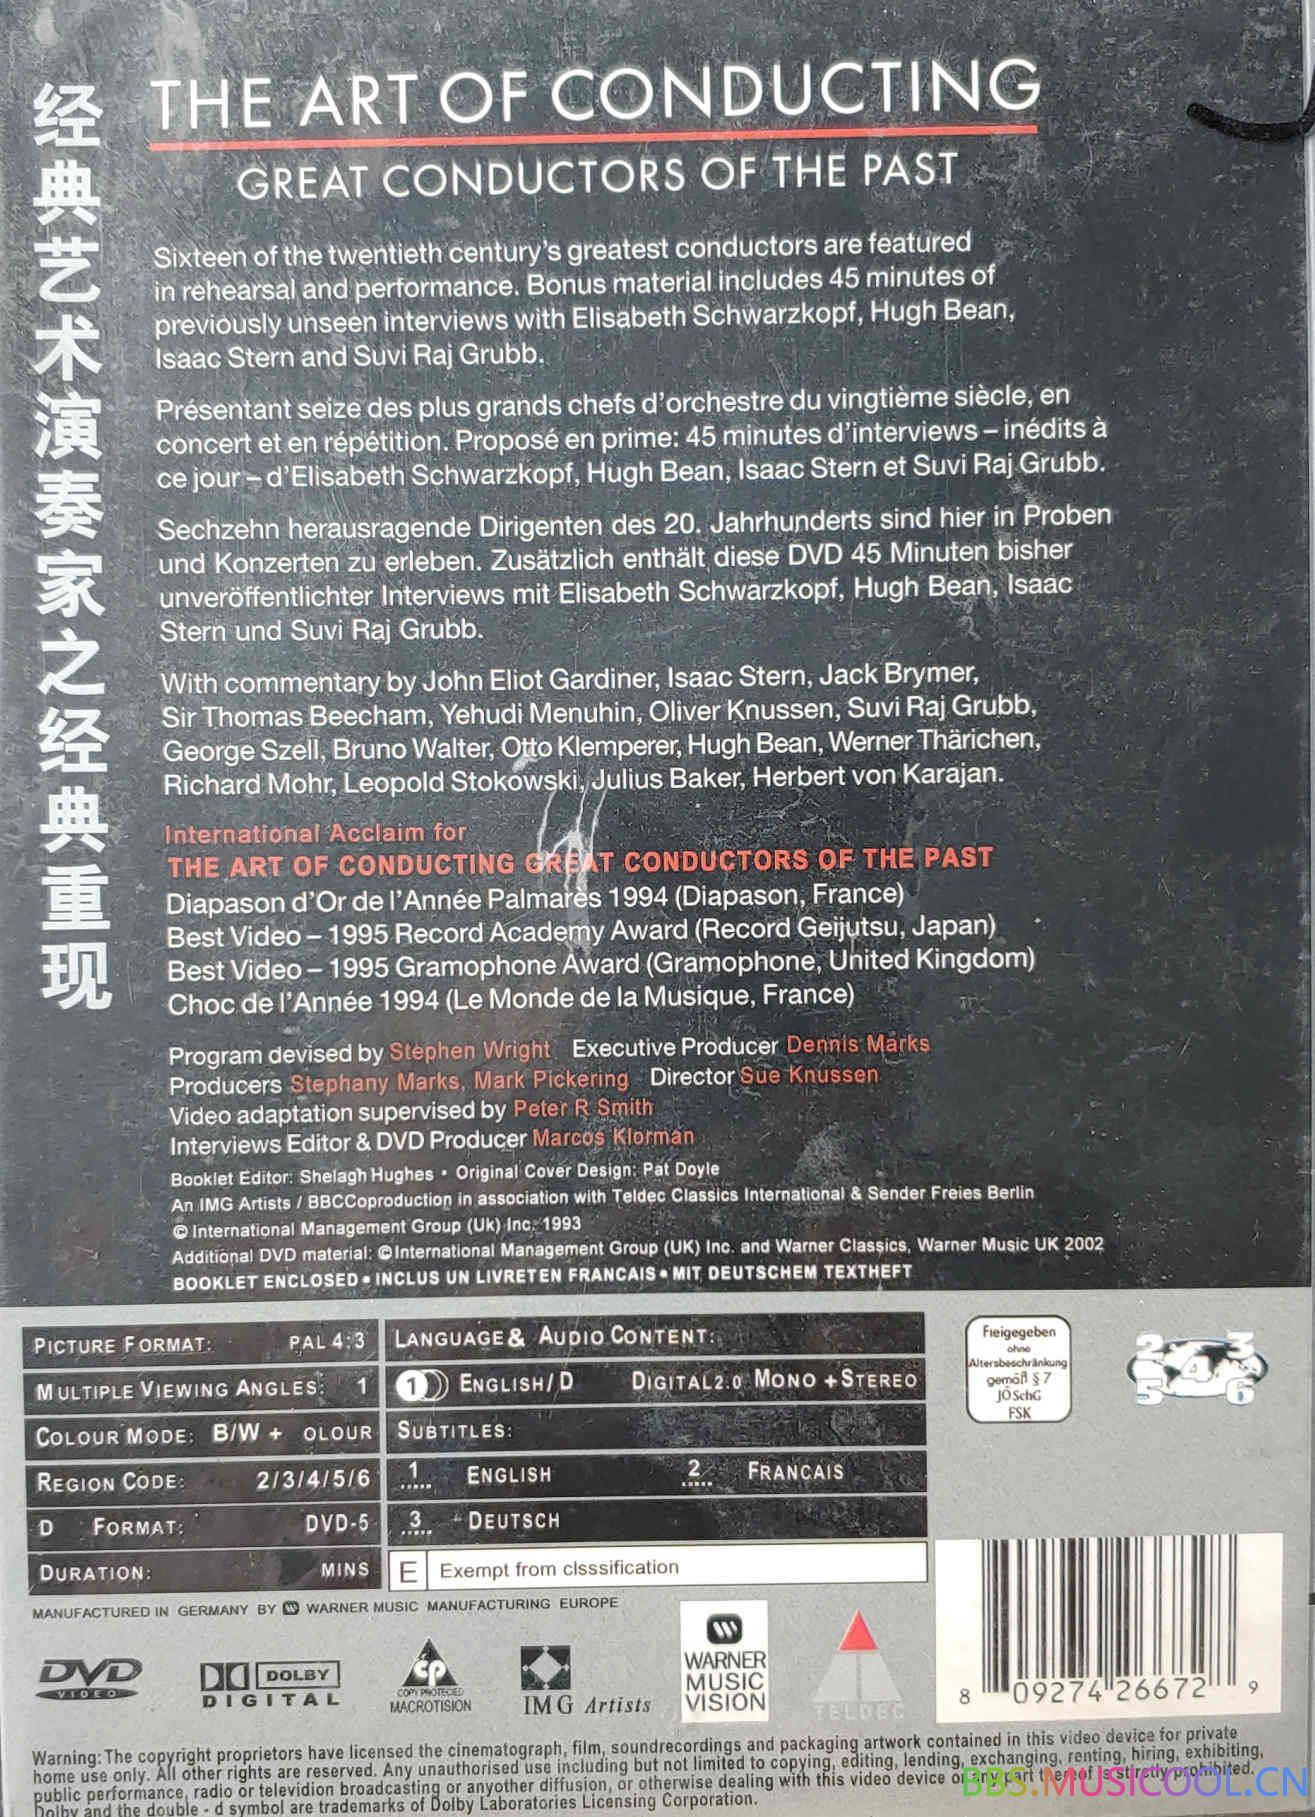 经典艺术演奏家之经典重现
THE ART OF CONDUCTING
GREAT CONDUCTORS OF THE PAST
Sixteen of the twentieth century's greatest conductors are featured
in rehearsal and performance. Bonus material includes 45 minutes of
previously unseen interviews with Elisabeth Schwarzkopf, Hugh Bean,
Isaac Stern and Suvi Raj Grubb.
Présentant seize des plus grands chefs d'orchestre du vingtième siècle, en
concert et en répétition. Proposé en prime: 45 minutes d'interviews – inédits à
ce jour – d'Elisabeth Schwarzkopf, Hugh Bean, Isaac Stern et Suvi Raj Grubb.
Sechzehn herausragende Dirigenten des 20. Jahrhunderts sind hier in Proben
und Konzerten zu erleben. Zusätzlich enthält diese DVD 45 Minuten bisher
unveröffentlichter Interviews mit Elisabeth Schwarzkopf, Hugh Bean, Isaac
Stern und Suvi Raj Grubb.
With commentary by John Eliot Gardiner, Isaac Stern, Jack Brymer,
Sir Thomas Beecham, Yehudi Menuhin, Oliver Knussen, Suvi Raj Grubb,
George Szell, Bruno Walter, Otto Klemperer, Hugh Bean, Werner Thärichen,
Richard Mohr, Leopold Stokowski, Julius Baker, Herbert von Karajan.
International Acclaim for
THE ART OF CONDUCTING GREAT CONDUCTORS OF THE PAST
Diapason d'Or de l'Année Palmarès 1994 (Diapason, France)
Best Video – 1995 Record Academy Award (Record Geijutsu, Japan)
Best Video – 1995 Gramophone Award (Gramophone, United Kingdom)
Choc de l'Année 1994 (Le Monde de la Musique, France)
Program devised by Stephen Wright Executive Producer Dennis Marks
Producers Stephany Marks, Mark Pickering Director Sue Knussen
Video adaptation supervised by Peter R Smith
Interviews Editor & DVD Producer Marcos Klorman
Booklet Editor: Shelagh Hughes • Original Cover Design: Pat Doyle
An IMG Artists / BBCCoproduction in association with Teldec Classics International & Sender Freies Berlin
© International Management Group (Uk) Inc. 1993
Additional DVD material: ©International Management Group (UK) Inc. and Warner Classics, Warner Music UK 2002
BOOKLET ENCLOSED • INCLUS UN LIVRETEN FRANCAIS • MIT DEUTSCHEM TEXTHEFT
PICTURE FORMAT: PAL 4:3
MULTIPLE VIEWING ANGLES: 1
COLOUR MODE: B/W + OLOUR
REGION CODE: 2/3/4/5/6
D FORMAT: DVD-5
DURATION: MINS
LANGUAGE & AUDIO CONTENT:
1 ENGLISH/D DIGITAL2.0 MONO +STEREO
SUBTITLES:
1 ENGLISH 2 FRANCAIS
3 DEUTSCH
E Exempt from clsssification
Freigegeben
ohne
Altersbeschränkung
gemäß § 7
JÖSchG
FSK
2 3
5 4 6
MANUFACTURED IN GERMANY BY WARNER MUSIC MANUFACTURING EUROPE
DVD
VIDEO
DOLBY
DIGITAL
CP
COPY PROTECTED
MACROTISION
IMG Artists
WARNER
MUSIC
VISION
TELDEC
8 09274 26672 9
Warning: The copyright proprietors have licensed the cinematograph, film, soundrecordings and packaging artwork contained in this video device for private
home use only. All other rights are reserved. Any unauthorised use including but not limited to copying, editing, lending, exchanging, renting, hiring, exhibiting,
public performance, radio or television broadcasting or anyother diffusion, or otherwise dealing with this video device or any part thereof is strictly prohibited.
Dolby and the double - d symbol are trademarks of Dolby Laboratories Licensing Corporation.
BBS.MUSICOOL.CN